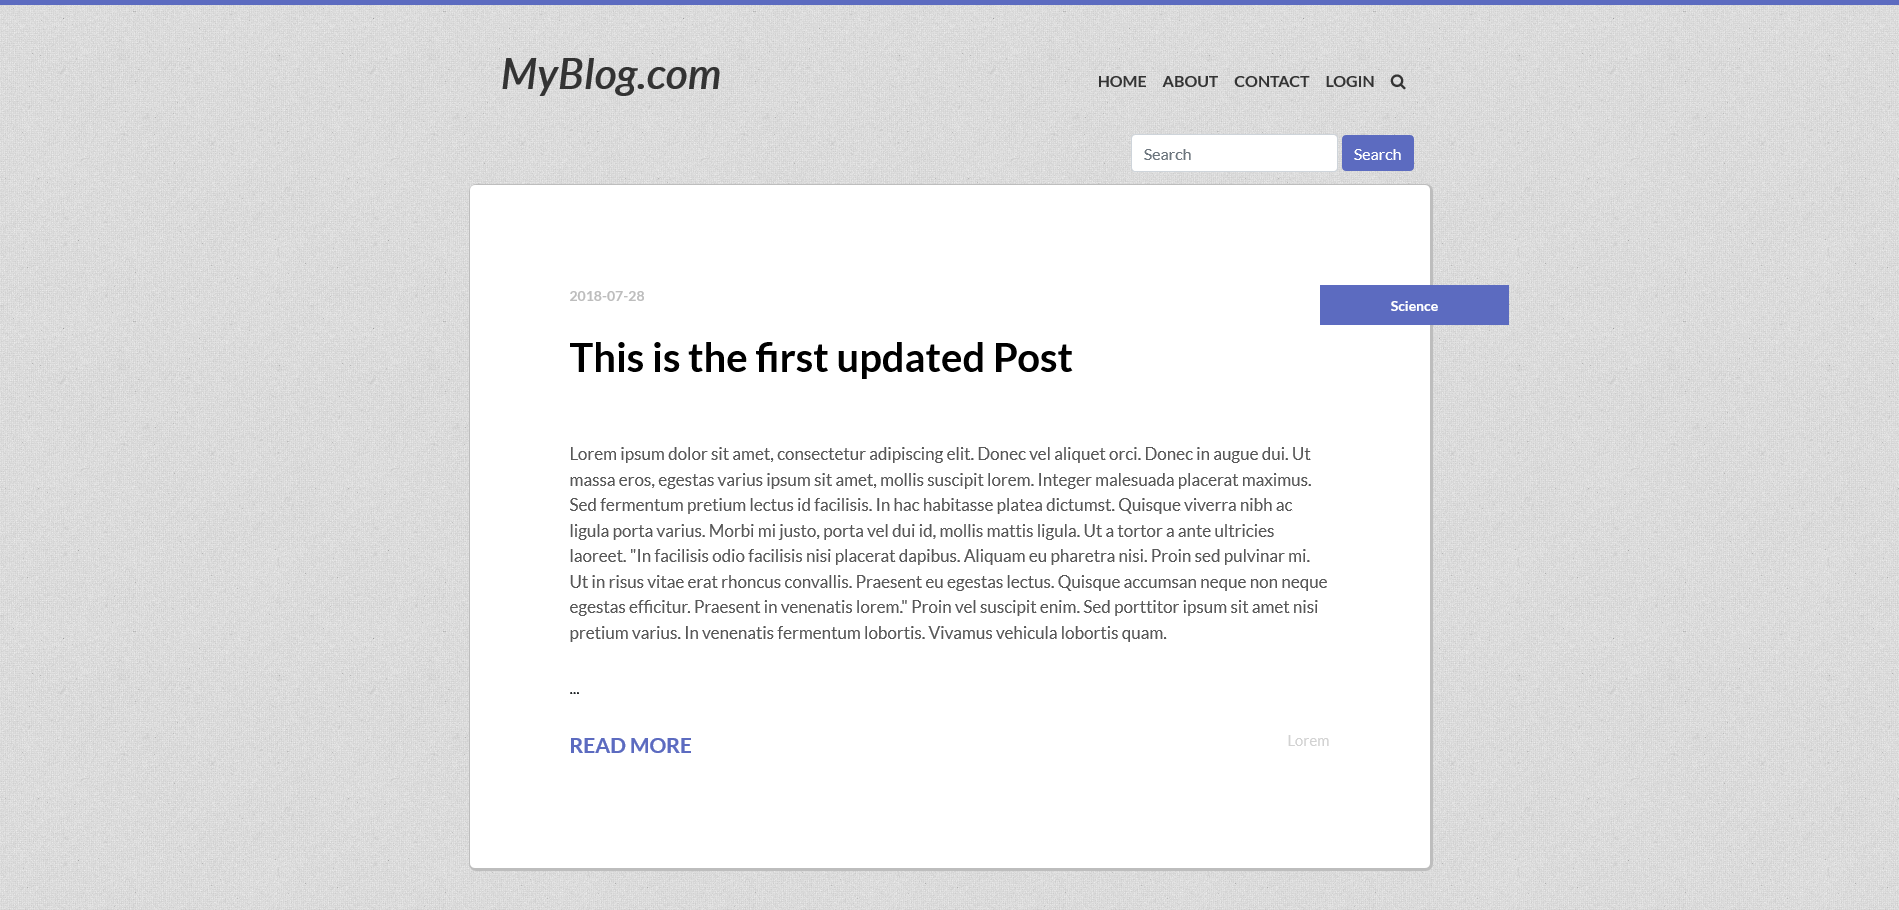 MyBlog.com
HOME ABOUT CONTACT LOGIN
Search Search
2018-07-28
Science
This is the first updated Post
Lorem ipsum dolor sit amet, consectetur adipiscing elit. Donec vel aliquet orci. Donec in augue dui. Ut
massa eros, egestas varius ipsum sit amet, mollis suscipit lorem. Integer malesuada placerat maximus.
Sed fermentum pretium lectus id facilisis. In hac habitasse platea dictumst. Quisque viverra nibh ac
ligula porta varius. Morbi mi justo, porta vel dui id, mollis mattis ligula. Ut a tortor a ante ultricies
laoreet. "In facilisis odio facilisis nisi placerat dapibus. Aliquam eu pharetra nisi. Proin sed pulvinar mi.
Ut in risus vitae erat rhoncus convallis. Praesent eu egestas lectus. Quisque accumsan neque non neque
egestas efficitur. Praesent in venenatis lorem." Proin vel suscipit enim. Sed porttitor ipsum sit amet nisi
pretium varius. In venenatis fermentum lobortis. Vivamus vehicula lobortis quam.
...
READ MORE
Lorem